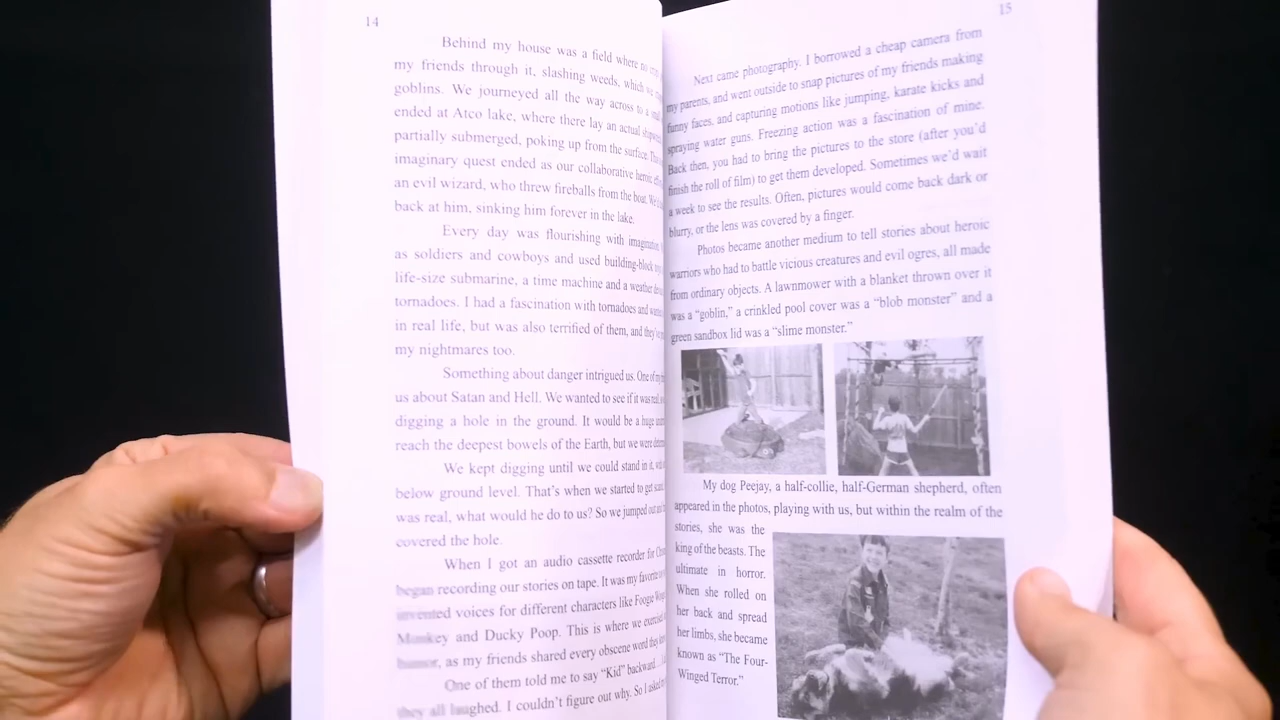 14
Behind my house was a field where
my friends through it, slashing weeds, which we
goblins. We journeyed all the way across to a
ended at Atco lake, where there lay an actual
partially submerged, poking up from the surface.
imaginary quest ended as our collaborative heroic
an evil wizard, who threw fireballs from the boat. We
back at him, sinking him forever in the lake.
Every day was flourishing with imagination
as soldiers and cowboys and used building-block
life-size submarine, a time machine and a weather
tornadoes. I had a fascination with tornadoes and
in real life, but was also terrified of them, and
my nightmares too.
Something about danger intrigued us. One of
us about Satan and Hell. We wanted to see if it was real,
digging a hole in the ground. It would be a huge
reach the deepest bowels of the Earth, but we were
We kept digging until we could stand in it,
below ground level. That's when we started to get
was real, what would he do to us? So we jumped out
covered the hole.
When I got an audio cassette recorder for
began recording our stories on tape. It was my favorite
invented voices for different characters like Fooge
Monkey and Ducky Poop. This is where we
humor, as my friends shared every obscene word they
One of them told me to say "Kid" backward...
they all laughed. I couldn't figure out why. So I asked
15
Next came photography. I borrowed a cheap camera from
my parents, and went outside to snap pictures of my friends making
funny faces, and capturing motions like jumping, karate kicks and
spraying water guns. Freezing action was a fascination of mine.
Back then, you had to bring the pictures to the store (after you'd
finish the roll of film) to get them developed. Sometimes we'd wait
a week to see the results. Often, pictures would come back dark or
blurry, or the lens was covered by a finger.
Photos became another medium to tell stories about heroic
warriors who had to battle vicious creatures and evil ogres, all made
from ordinary objects. A lawnmower with a blanket thrown over it
was a "goblin," a crinkled pool cover was a "blob monster" and a
green sandbox lid was a "slime monster."
My dog Peejay, a half-collie, half-German shepherd, often
appeared in the photos, playing with us, but within the realm of the
stories, she was the
king of the beasts. The
ultimate in horror.
When she rolled on
her back and spread
her limbs, she became
known as "The Four-
Winged Terror."